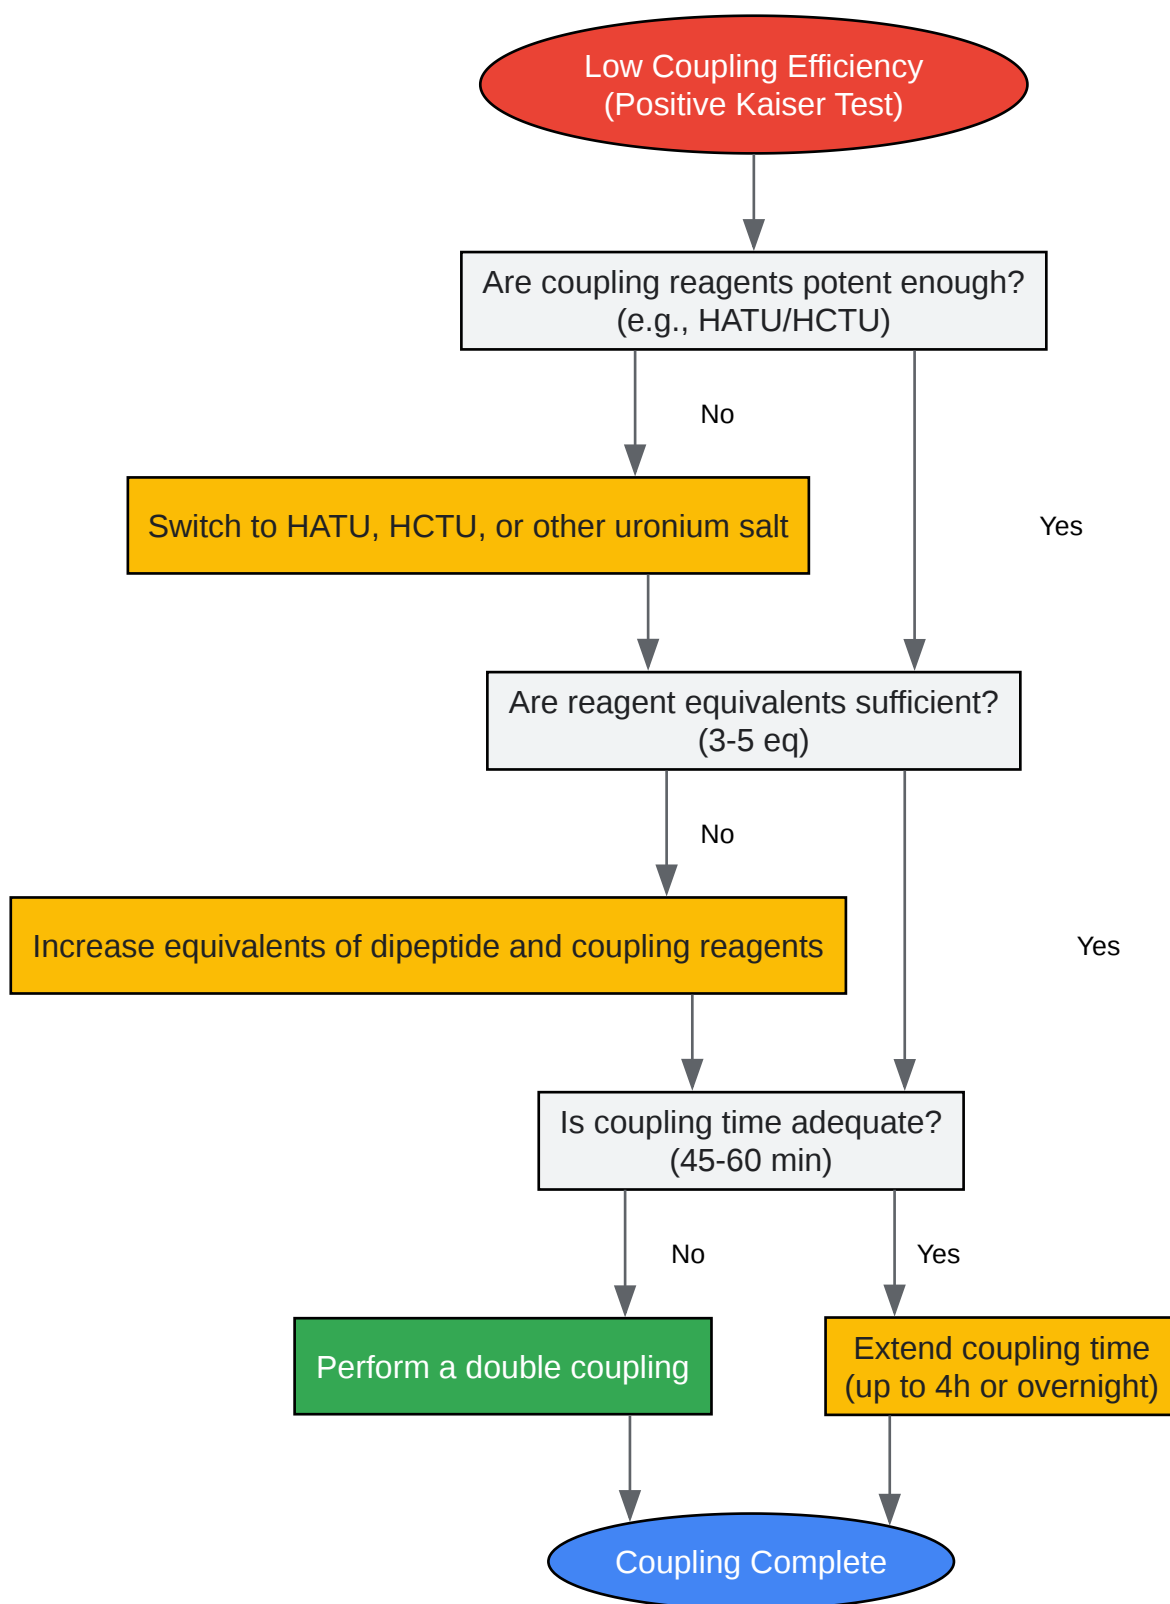 Low Coupling Efficiency
(Positive Kaiser Test)
Are coupling reagents potent enough?
(e.g., HATU/HCTU)
No
Switch to HATU, HCTU, or other uronium salt
Yes
Are reagent equivalents sufficient?
(3-5 eq)
No
Increase equivalents of dipeptide and coupling reagents
Yes
Is coupling time adequate?
(45-60 min)
No
Yes
Perform a double coupling
Extend coupling time
(up to 4h or overnight)
Coupling Complete